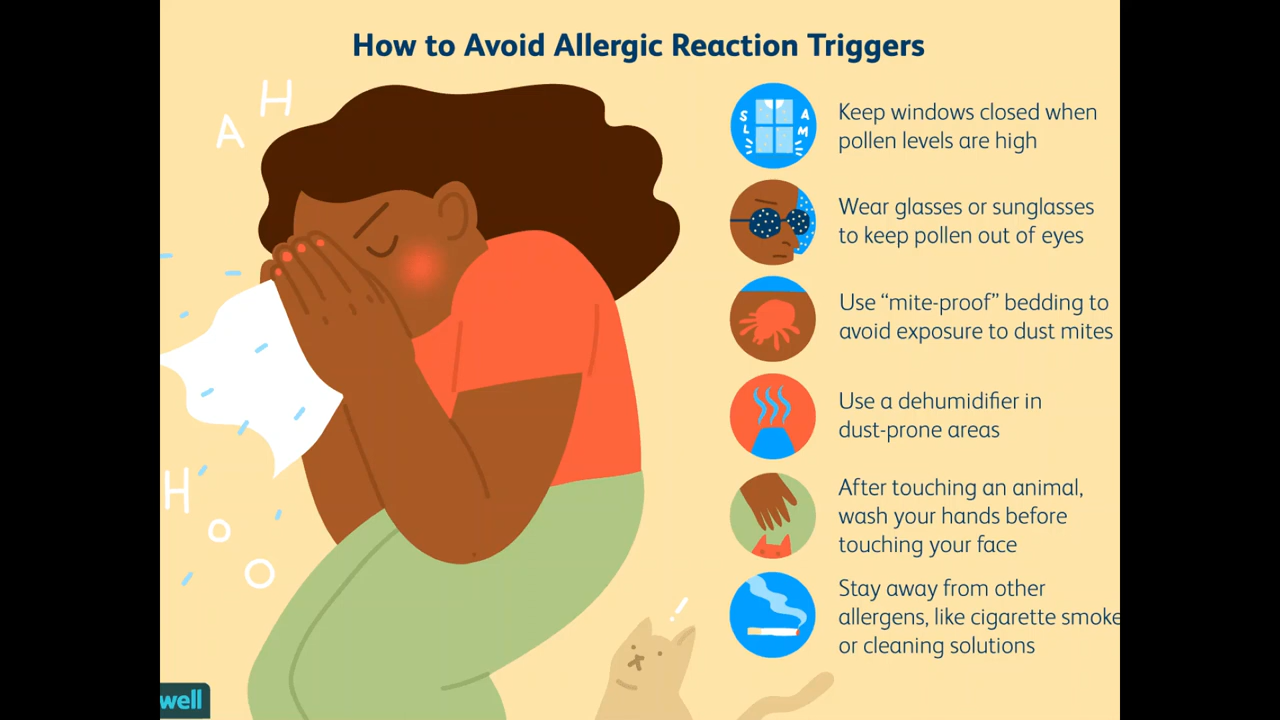 How to Avoid Allergic Reaction Triggers
A H
H
O
O
S
L
A
M
Keep windows closed when
pollen levels are high
Wear glasses or sunglasses
to keep pollen out of eyes
Use “mite-proof” bedding to
avoid exposure to dust mites
Use a dehumidifier in
dust-prone areas
After touching an animal,
wash your hands before
touching your face
Stay away from other
allergens, like cigarette smoke
or cleaning solutions
!
well